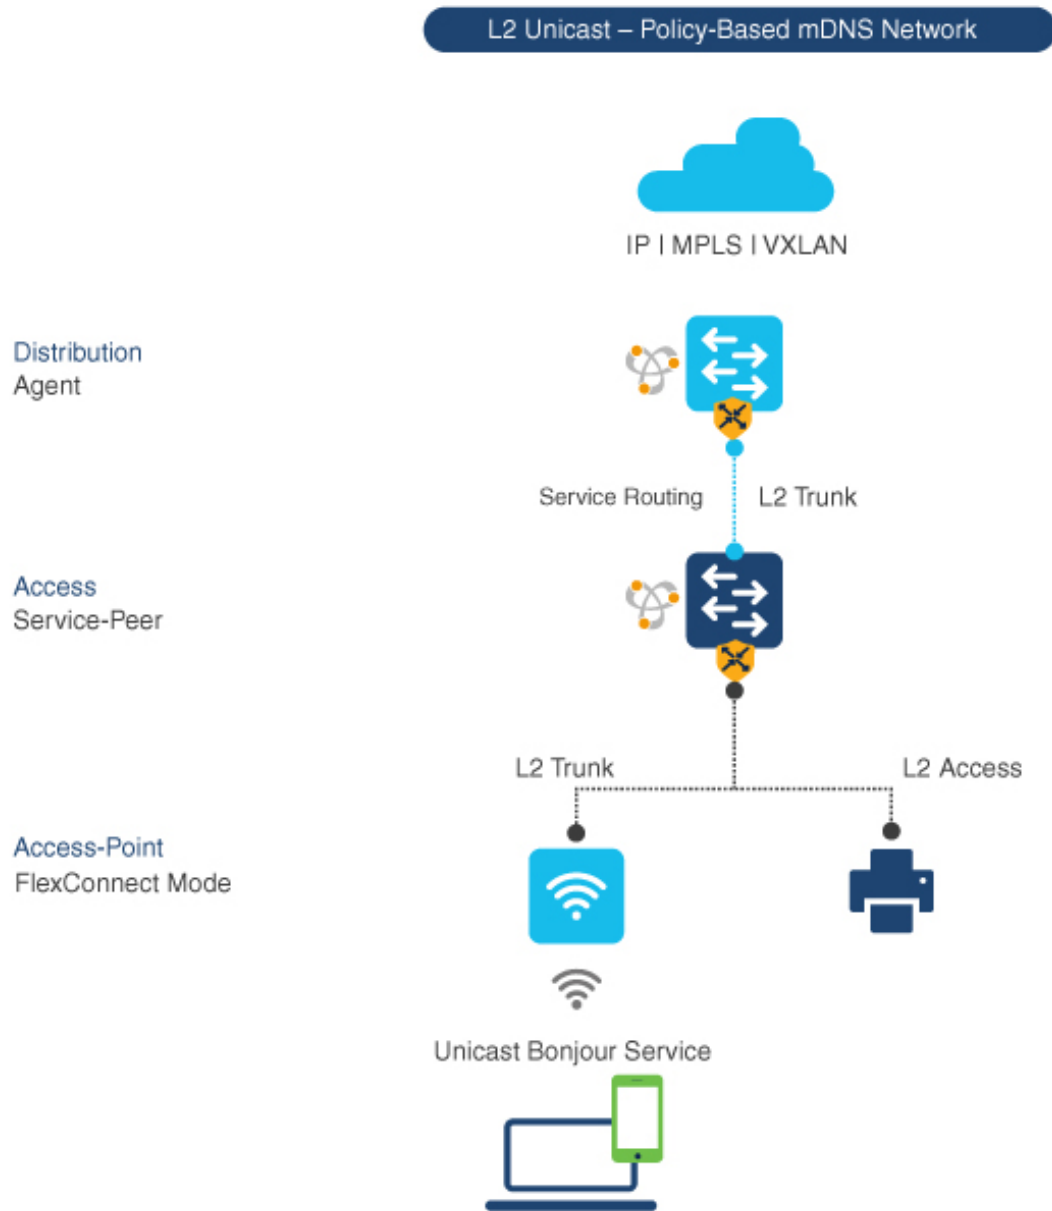 L2 Unicast – Policy-Based mDNS Network
IP | MPLS | VXLAN
Distribution
Agent
Service Routing
L2 Trunk
Access
Service-Peer
L2 Trunk
L2 Access
Access-Point
FlexConnect Mode
Unicast Bonjour Service